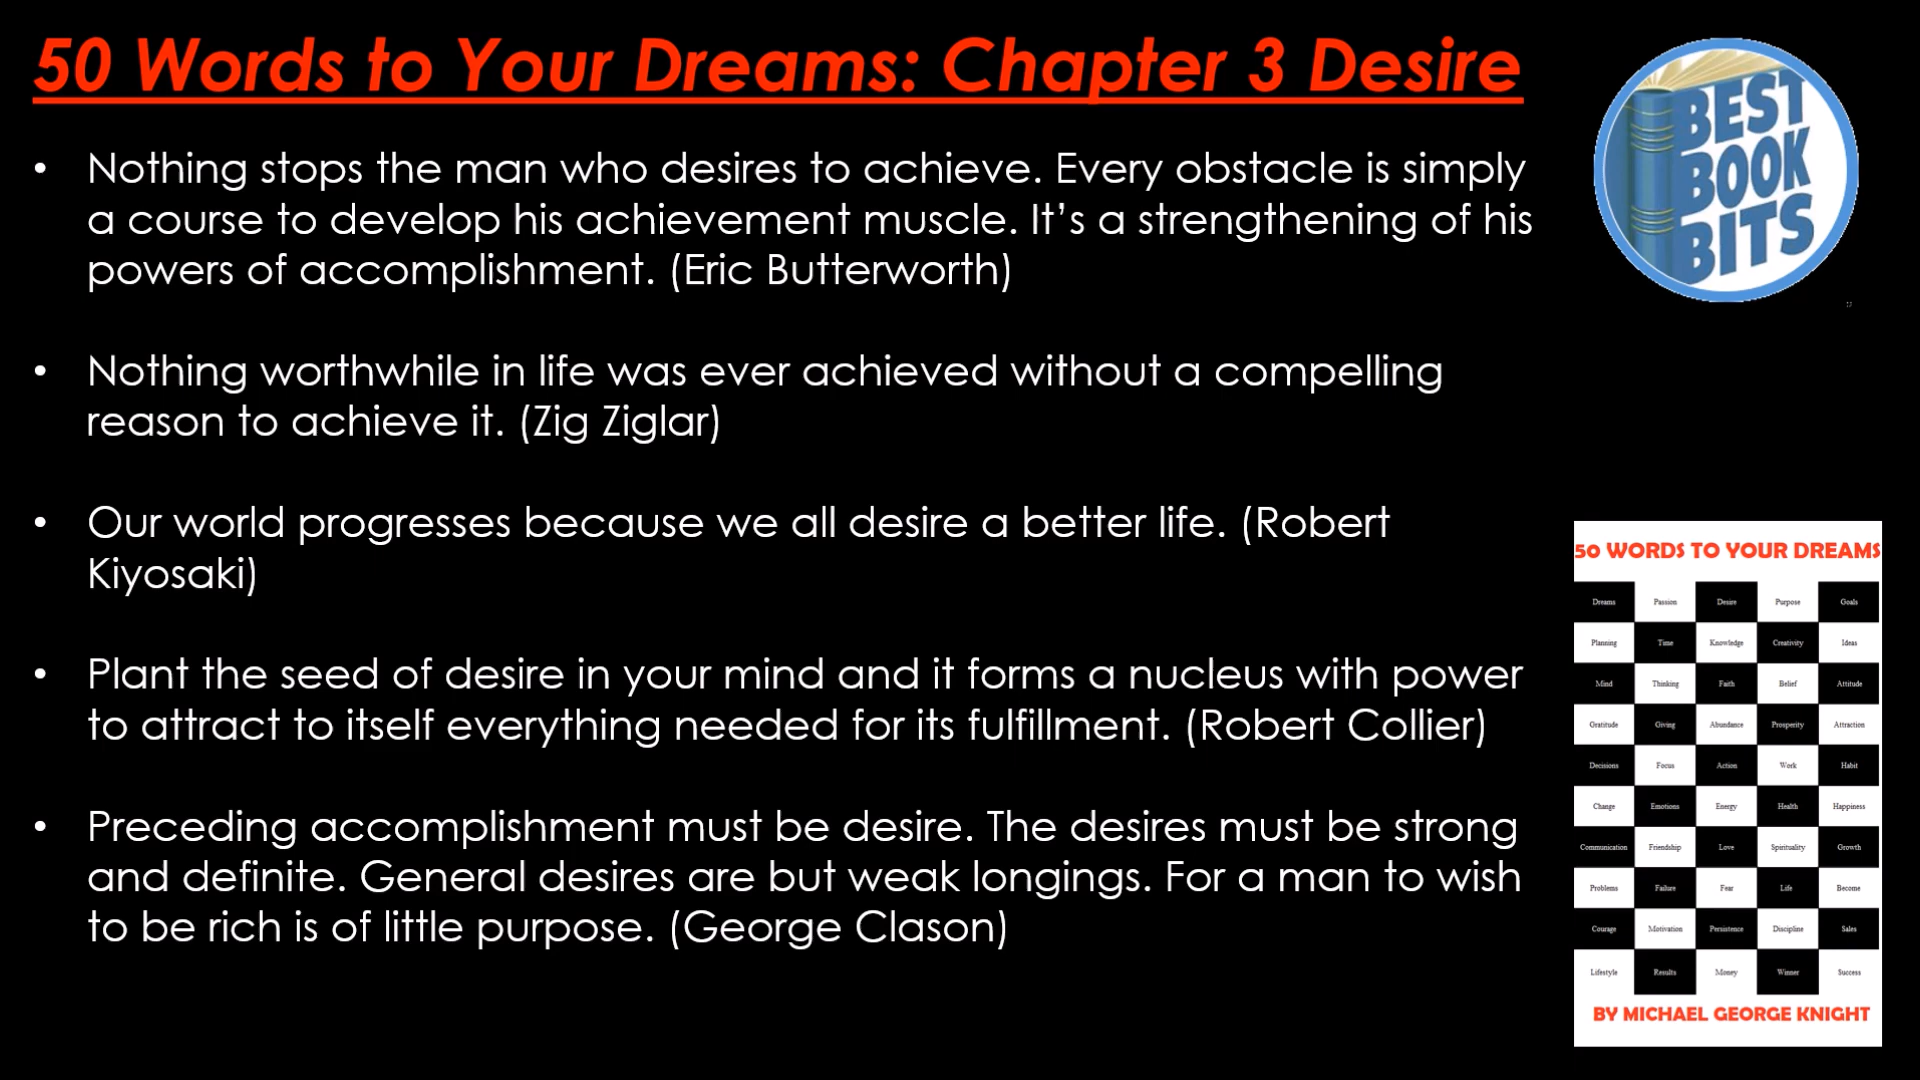 50 Words to Your Dreams: Chapter 3 Desire
• Nothing stops the man who desires to achieve. Every obstacle is simply
a course to develop his achievement muscle. It’s a strengthening of his
powers of accomplishment. (Eric Butterworth)
• Nothing worthwhile in life was ever achieved without a compelling
reason to achieve it. (Zig Ziglar)
• Our world progresses because we all desire a better life. (Robert
Kiyosaki)
• Plant the seed of desire in your mind and it forms a nucleus with power
to attract to itself everything needed for its fulfillment. (Robert Collier)
• Preceding accomplishment must be desire. The desires must be strong
and definite. General desires are but weak longings. For a man to wish
to be rich is of little purpose. (George Clason)
BEST
BOOK
BITS
50 WORDS TO YOUR DREAMS
Dreams Passion Desire Purpose Goals
Planning Time Knowledge Creativity Ideas
Mind Thinking Faith Belief Attitude
Gratitude Giving Abundance Prosperity Attraction
Decisions Focus Action Work Habit
Change Emotions Energy Health Happiness
Communication Friendship Love Spirituality Growth
Problems Failure Fear Life Become
Courage Motivation Persistence Discipline Sales
Lifestyle Results Money Winner Success
BY MICHAEL GEORGE KNIGHT